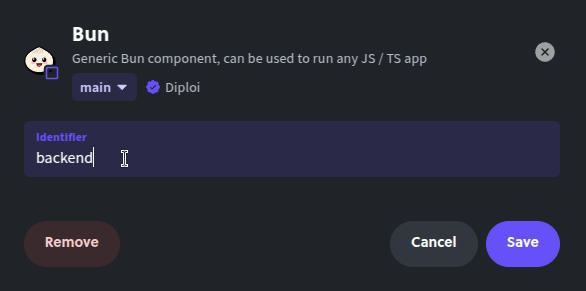 Bun
Generic Bun component, can be used to run any JS / TS app
main
Diploi
Identifier
backend
Remove
Cancel
Save